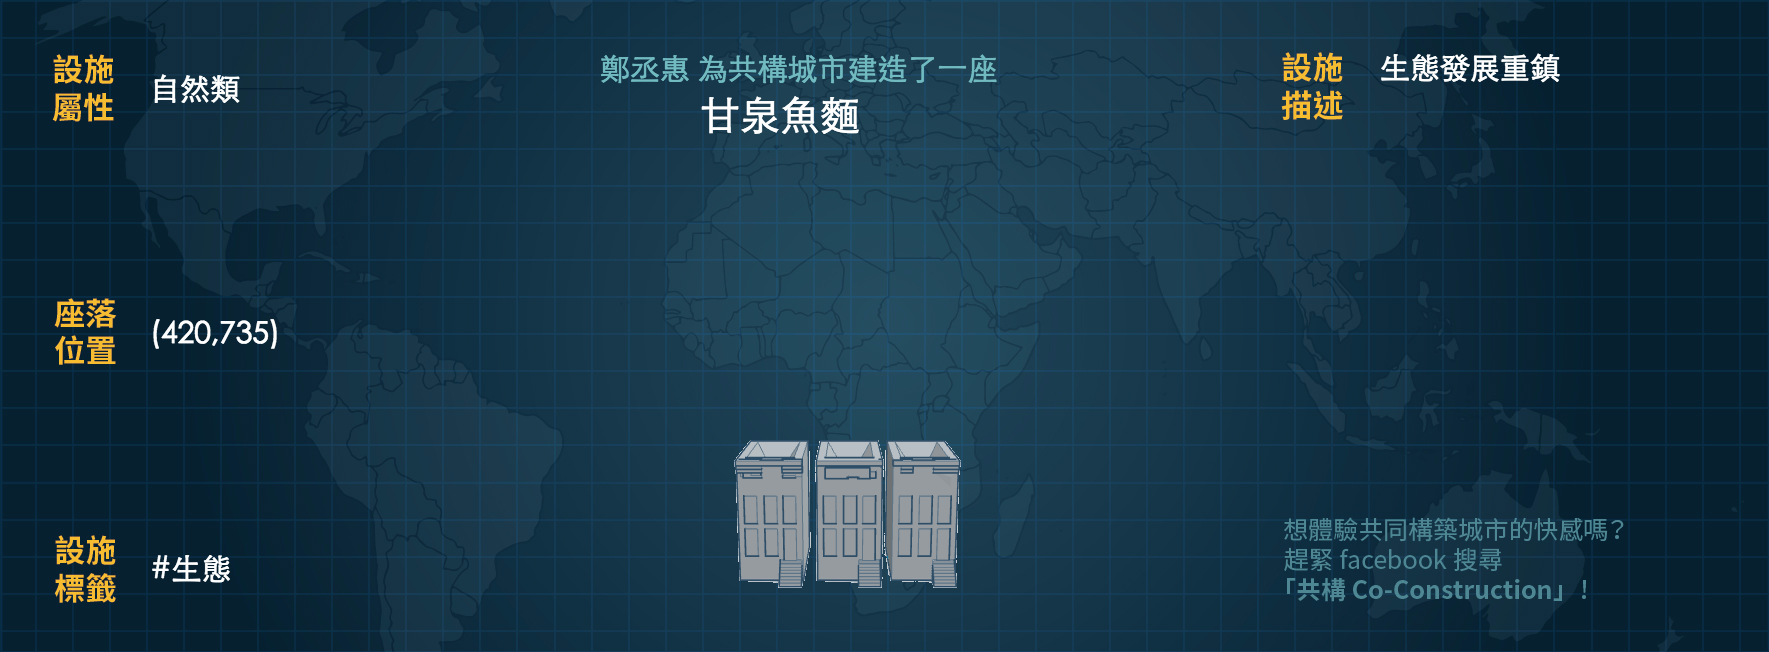 設施
屬性
自然類
鄭丞惠 為共構城市建造了一座
甘泉魚麵
設施
描述
生態發展重鎮
座落
位置
(420,735)
設施
標籤
#生態
想體驗共同構築城市的快感嗎？
趕緊 facebook 搜尋
「共構 Co-Construction」！